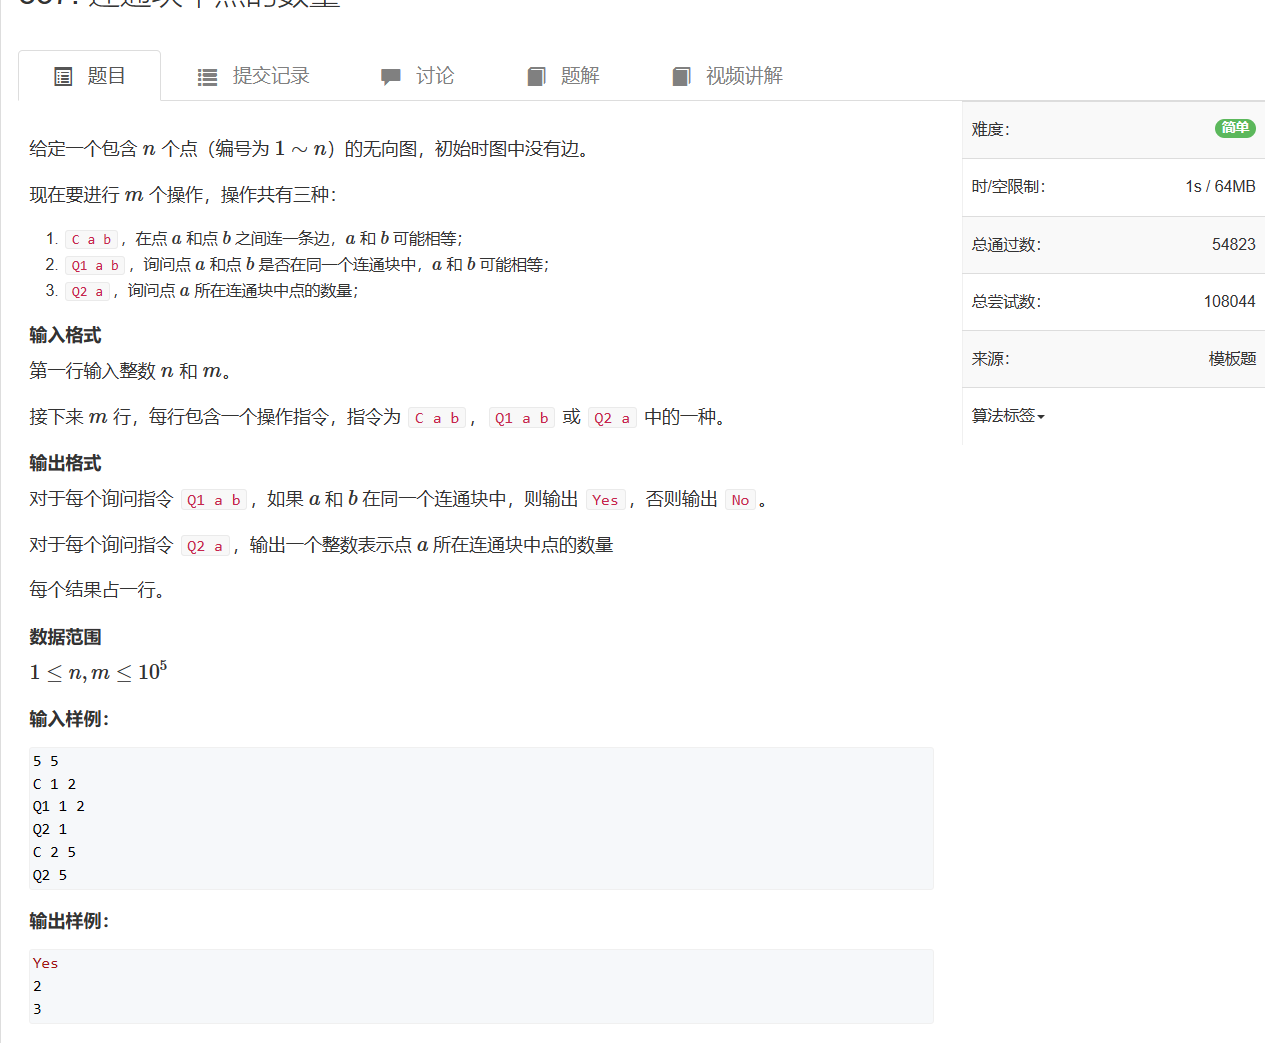 题目
提交记录
讨论
题解
视频讲解
给定一个包含 n 个点（编号为 1 ∼ n）的无向图，初始时图中没有边。
现在要进行 m 个操作，操作共有三种：
1. C a b，在点 a 和点 b 之间连一条边，a 和 b 可能相等；
2. Q1 a b，询问点 a 和点 b 是否在同一个连通块中，a 和 b 可能相等；
3. Q2 a，询问点 a 所在连通块中点的数量；
输入格式
第一行输入整数 n 和 m。
接下来 m 行，每行包含一个操作指令，指令为 C a b，Q1 a b 或 Q2 a 中的一种。
输出格式
对于每个询问指令 Q1 a b，如果 a 和 b 在同一个连通块中，则输出 Yes，否则输出 No。
对于每个询问指令 Q2 a，输出一个整数表示点 a 所在连通块中点的数量
每个结果占一行。
数据范围
1 ≤ n, m ≤ 10⁵
输入样例：
5 5
C 1 2
Q1 1 2
Q2 1
C 2 5
Q2 5
输出样例：
Yes
2
3
难度： 简单
时/空限制： 1s / 64MB
总通过数： 54823
总尝试数： 108044
来源： 模板题
算法标签